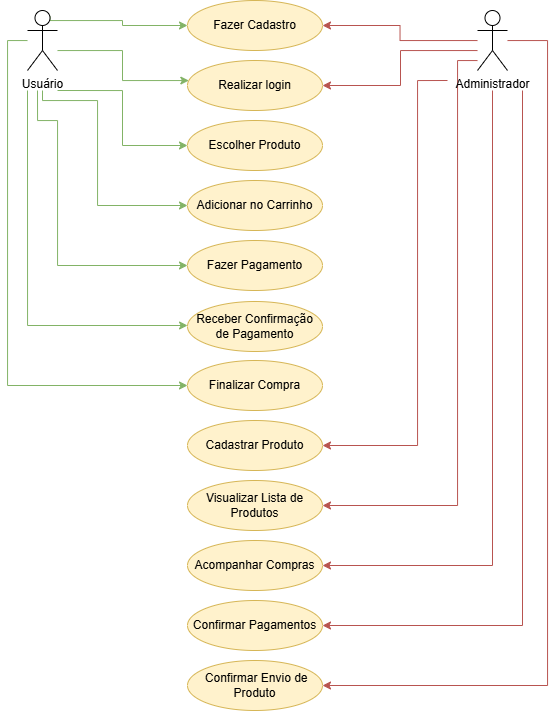 Fazer Cadastro
Usuário
Realizar login
Administrador
Escolher Produto
Adicionar no Carrinho
Fazer Pagamento
Receber Confirmação
de Pagamento
Finalizar Compra
Cadastrar Produto
Visualizar Lista de
Produtos
Acompanhar Compras
Confirmar Pagamentos
Confirmar Envio de
Produto